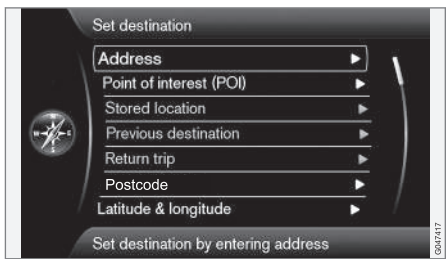 Set destination
Address
Point of interest (POI)
Stored location
Previous destination
Return trip
Postcode
Latitude & longitude
Set destination by entering address
G047417